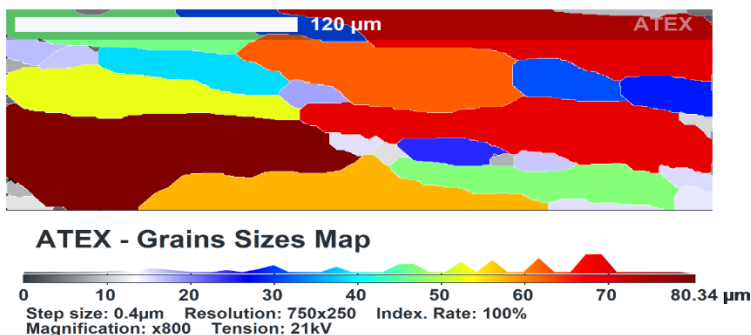 120 µm
ATEX
ATEX - Grains Sizes Map
0 10 20 30 40 50 60 70 80.34 µm
Step size: 0.4µm Resolution: 750x250 Index. Rate: 100%
Magnification: x800 Tension: 21kV